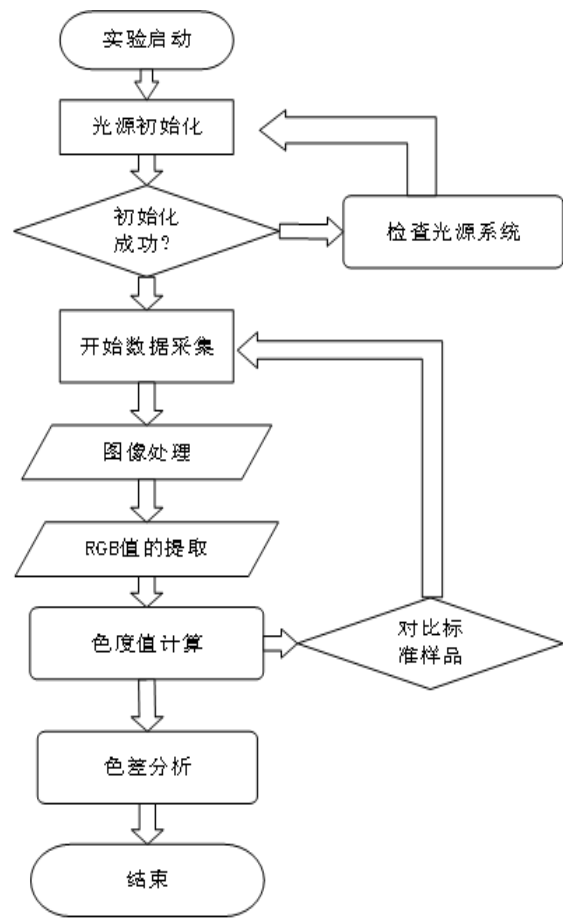 实验启动
光源初始化
初始化
成功?
检查光源系统
开始数据采集
图像处理
RGB值的提取
色度值计算
对比标
准样品
色差分析
结束